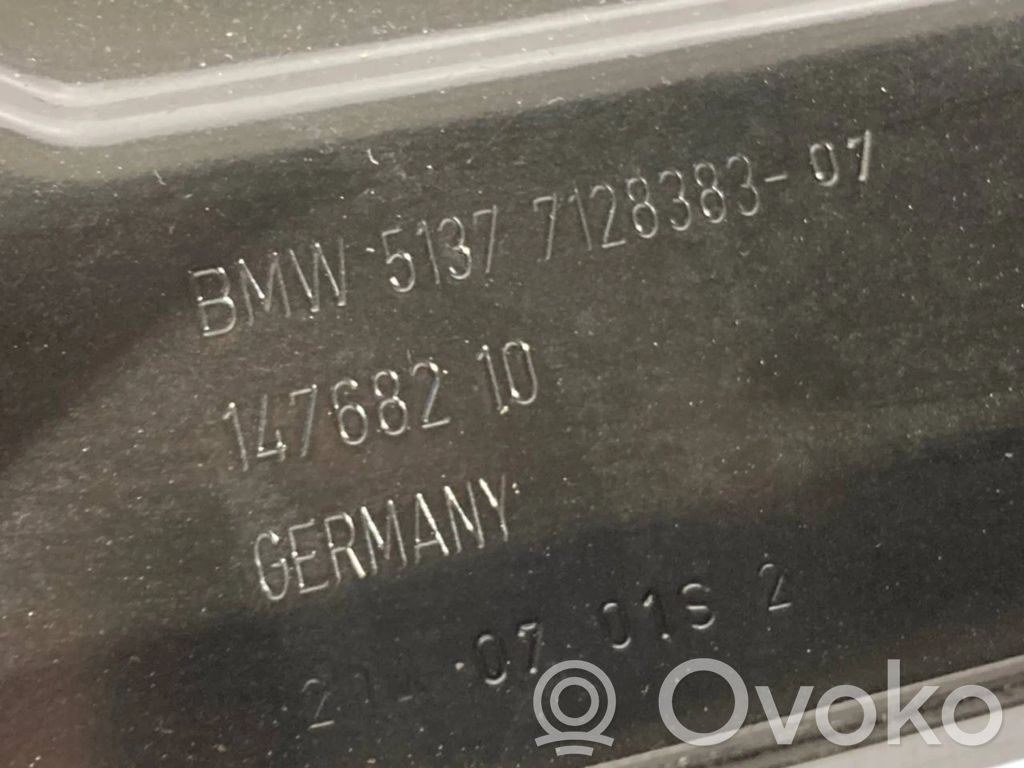 BMW 5137 7128383-07
147682 10
GERMANY
07 01S 2
Ovoko